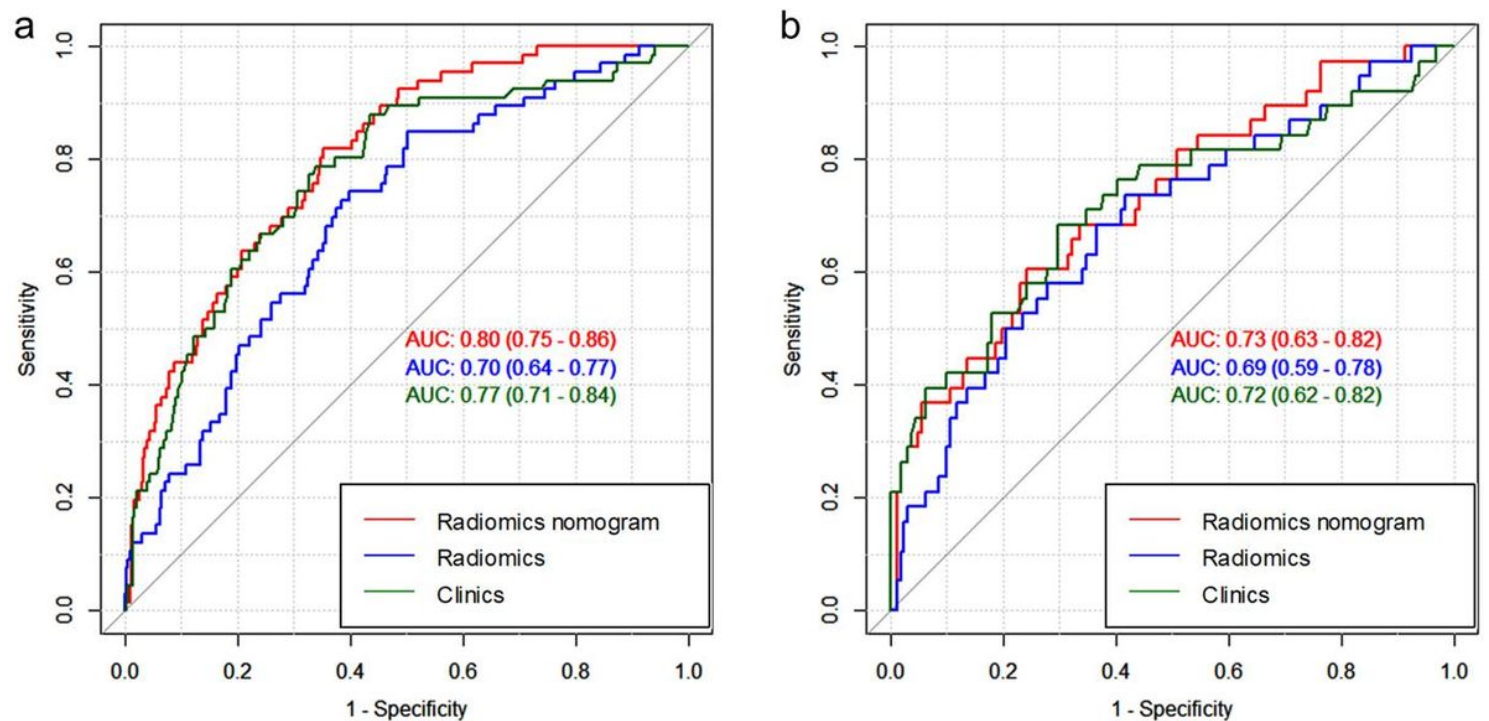 a
1.0
0.8
0.6
0.4
0.2
0.0
Sensitivity
AUC: 0.80 (0.75 - 0.86)
AUC: 0.70 (0.64 - 0.77)
AUC: 0.77 (0.71 - 0.84)
Radiomics nomogram
Radiomics
Clinics
0.0 0.2 0.4 0.6 0.8 1.0
1 - Specificity
b
1.0
0.8
0.6
0.4
0.2
0.0
Sensitivity
AUC: 0.73 (0.63 - 0.82)
AUC: 0.69 (0.59 - 0.78)
AUC: 0.72 (0.62 - 0.82)
Radiomics nomogram
Radiomics
Clinics
0.0 0.2 0.4 0.6 0.8 1.0
1 - Specificity